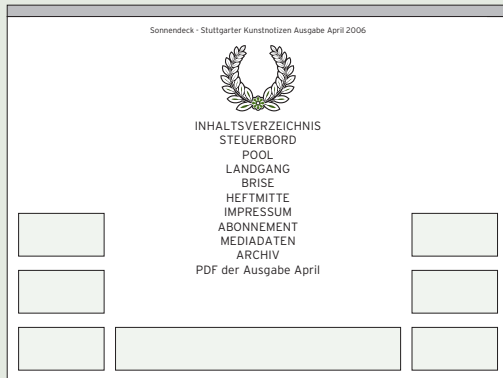 Sonnendeck - Stuttgarter Kunstnotizen Ausgabe April 2006
INHALTSVERZEICHNIS
STEUERBORD
POOL
LANDGANG
BRISE
HEFTMITTE
IMPRESSUM
ABONNEMENT
MEDIADATEN
ARCHIV
PDF der Ausgabe April